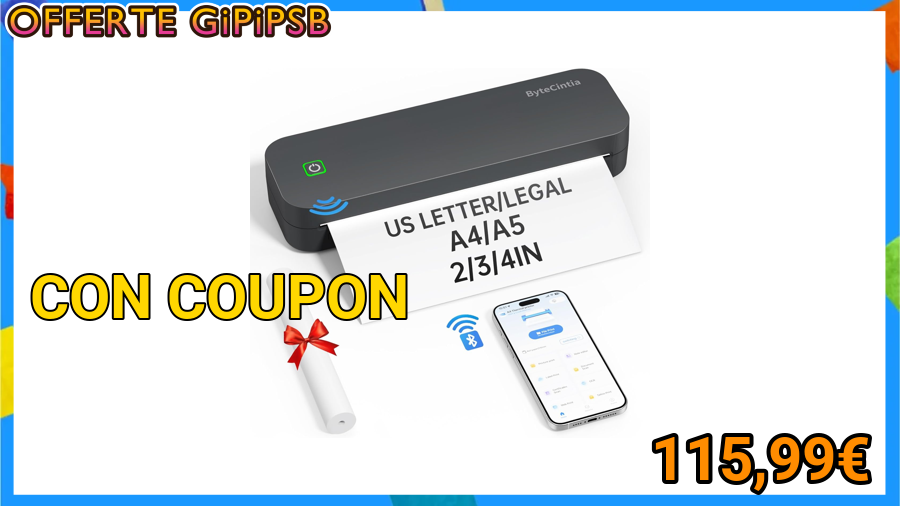 OFFERTE GiPiPSB
ByteCintia
US LETTER/LEGAL
A4/A5
2/3/4IN
CON COUPON
115,99€